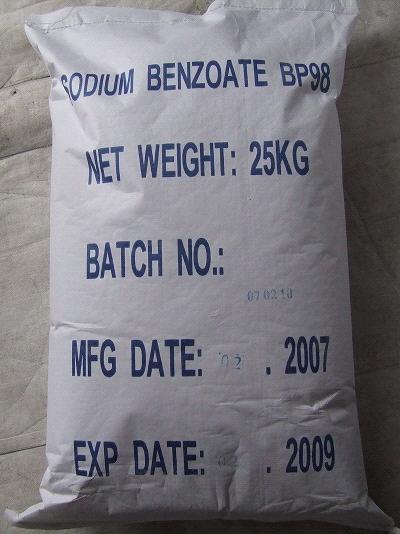 SODIUM BENZOATE BP98
NET WEIGHT: 25KG
BATCH NO.:
070210
MFG DATE: 02 . 2007
EXP DATE: . 2009